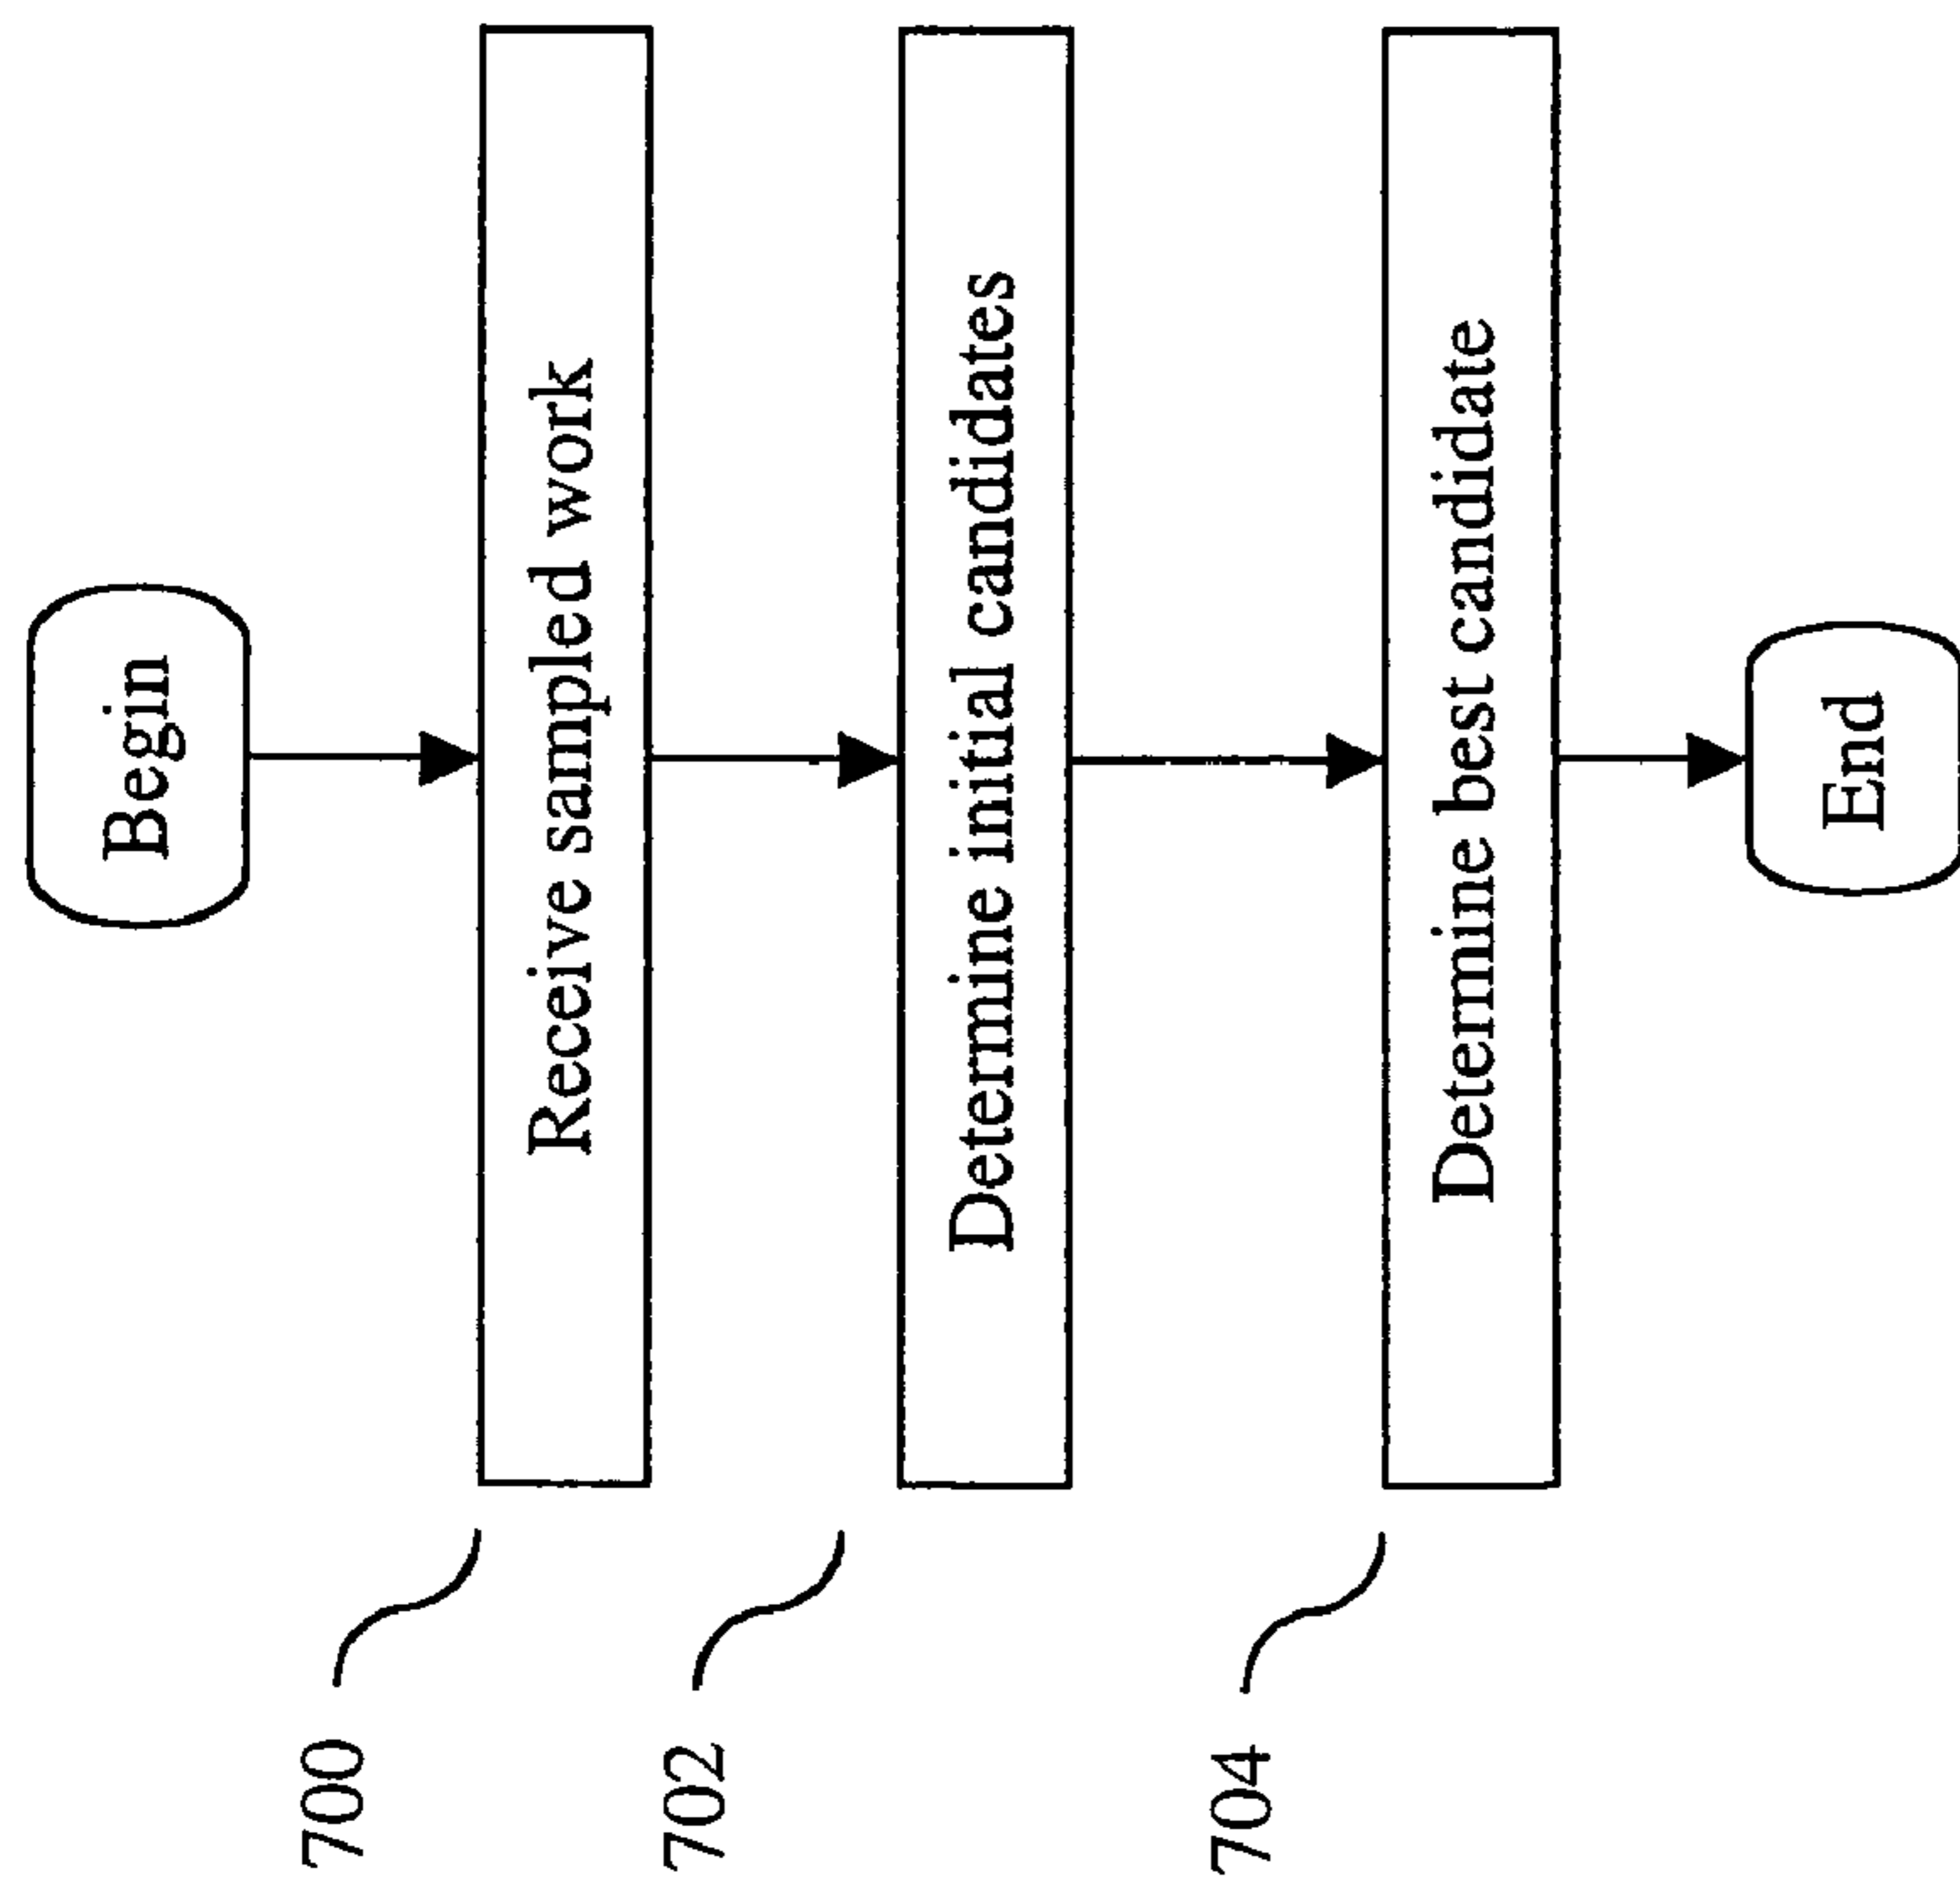 Begin
700
Receive sampled work
702
Determine initial candidates
704
Determine best candidate
End